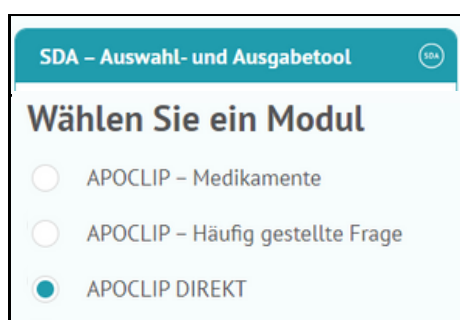 SDA – Auswahl- und Ausgabetool
SDA
Wählen Sie ein Modul
APOCLIP – Medikamente
APOCLIP – Häufig gestellte Frage
APOCLIP DIREKT